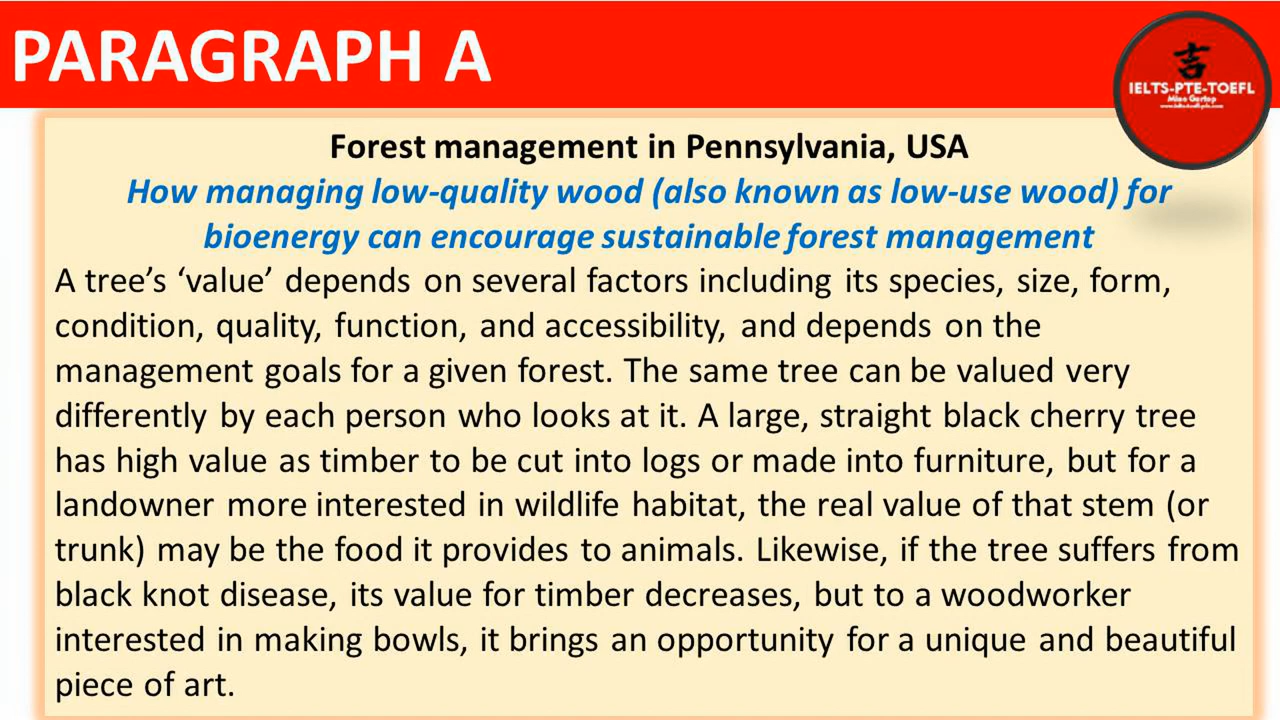 PARAGRAPH A
吉
IELTS-PTE-TOEFL
Forest management in Pennsylvania, USA
How managing low-quality wood (also known as low-use wood) for
bioenergy can encourage sustainable forest management
A tree’s ‘value’ depends on several factors including its species, size, form,
condition, quality, function, and accessibility, and depends on the
management goals for a given forest. The same tree can be valued very
differently by each person who looks at it. A large, straight black cherry tree
has high value as timber to be cut into logs or made into furniture, but for a
landowner more interested in wildlife habitat, the real value of that stem (or
trunk) may be the food it provides to animals. Likewise, if the tree suffers from
black knot disease, its value for timber decreases, but to a woodworker
interested in making bowls, it brings an opportunity for a unique and beautiful
piece of art.